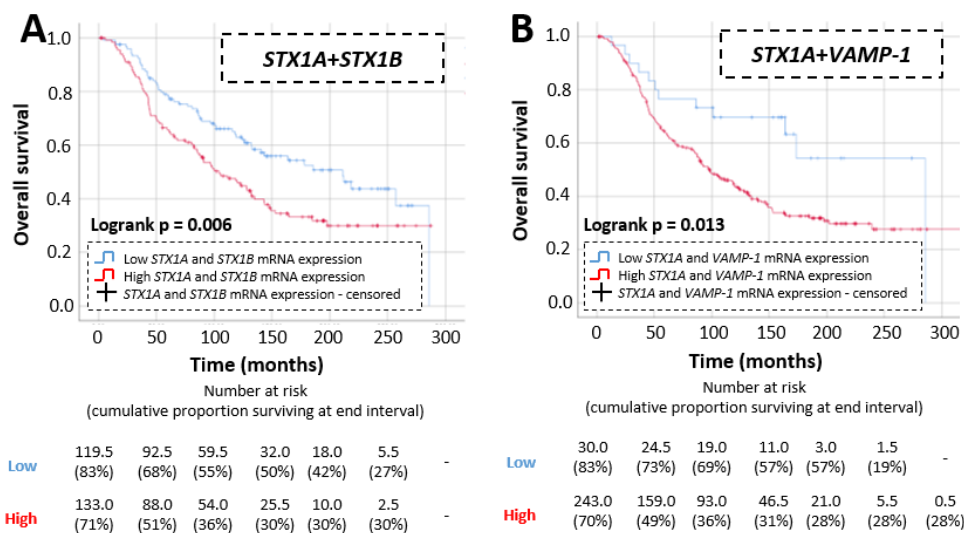 A
STX1A+STX1B
1.0
0.8
0.6
0.4
0.2
0.0
Overall survival
Logrank p = 0.006
Low STX1A and STX1B mRNA expression
High STX1A and STX1B mRNA expression
STX1A and STX1B mRNA expression - censored
0 50 100 150 200 250 300
Time (months)
Number at risk
(cumulative proportion surviving at end interval)
Low 119.5 92.5 59.5 32.0 18.0 5.5 -
(83%) (68%) (55%) (50%) (42%) (27%)
High 133.0 88.0 54.0 25.5 10.0 2.5 -
(71%) (51%) (36%) (30%) (30%) (30%)
B
STX1A+VAMP-1
1.0
0.8
0.6
0.4
0.2
0.0
Overall survival
Logrank p = 0.013
Low STX1A and VAMP-1 mRNA expression
High STX1A and VAMP-1 mRNA expression
STX1A and VAMP-1 mRNA expression - censored
0 50 100 150 200 250 300
Time (months)
Number at risk
(cumulative proportion surviving at end interval)
Low 30.0 24.5 19.0 11.0 3.0 1.5 -
(83%) (73%) (69%) (57%) (57%) (19%)
High 243.0 159.0 93.0 46.5 21.0 5.5 0.5
(70%) (49%) (36%) (31%) (28%) (28%) (28%)